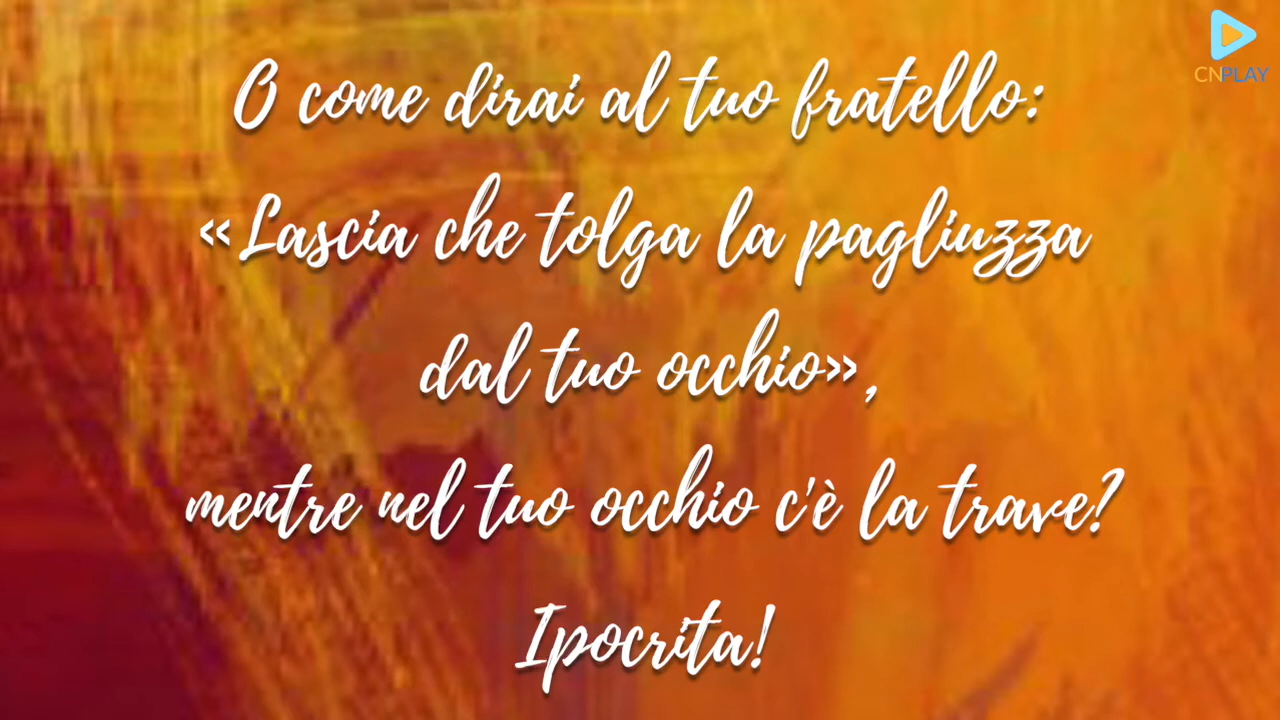 CNPLAY
O come dirai al tuo fratello:
«Lascia che tolga la pagliuzza
dal tuo occhio»,
mentre nel tuo occhio c'è la trave?
Ipocrita!